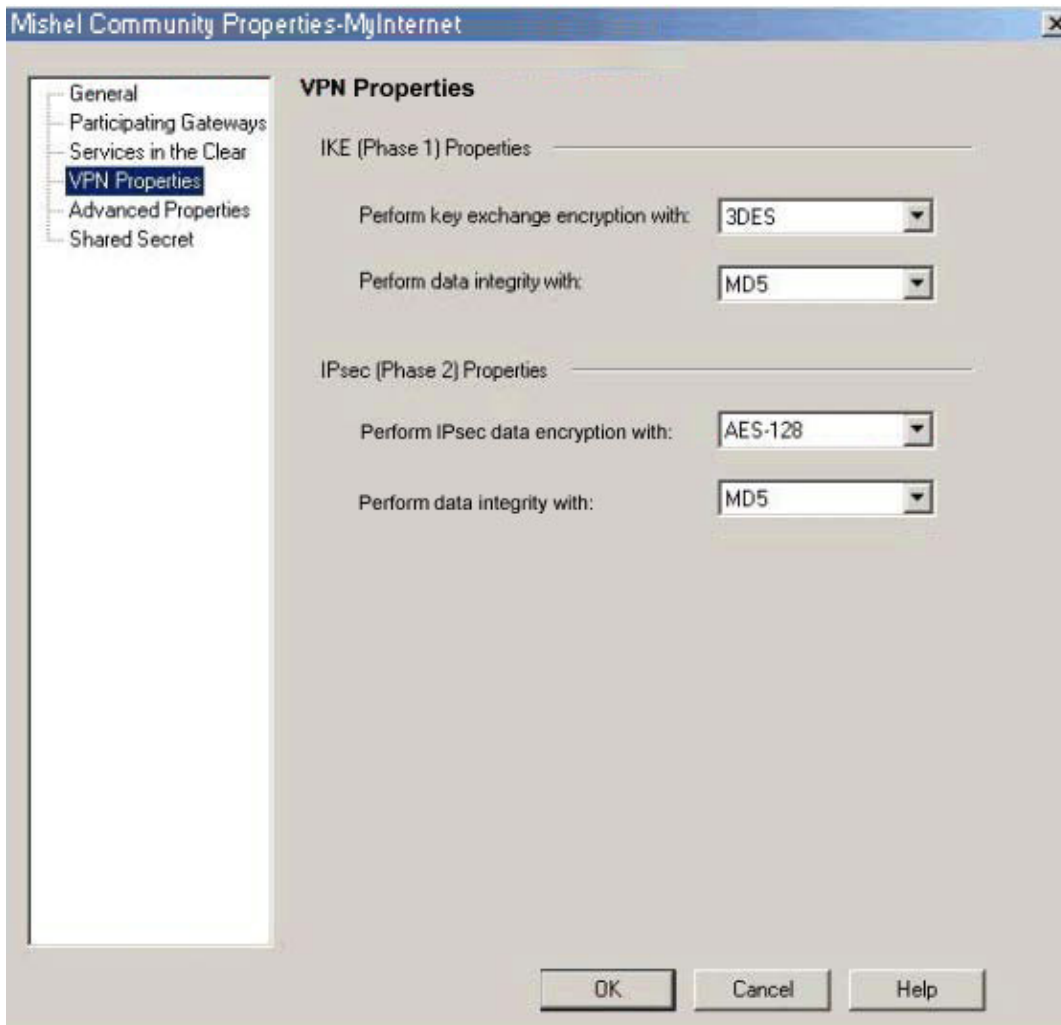 Mishel Community Properties-MyInternet
General
Participating Gateways
Services in the Clear
VPN Properties
Advanced Properties
Shared Secret
VPN Properties
IKE (Phase 1) Properties
Perform key exchange encryption with: 3DES
Perform data integrity with: MD5
IPsec (Phase 2) Properties
Perform IPsec data encryption with: AES-128
Perform data integrity with: MD5
OK Cancel Help